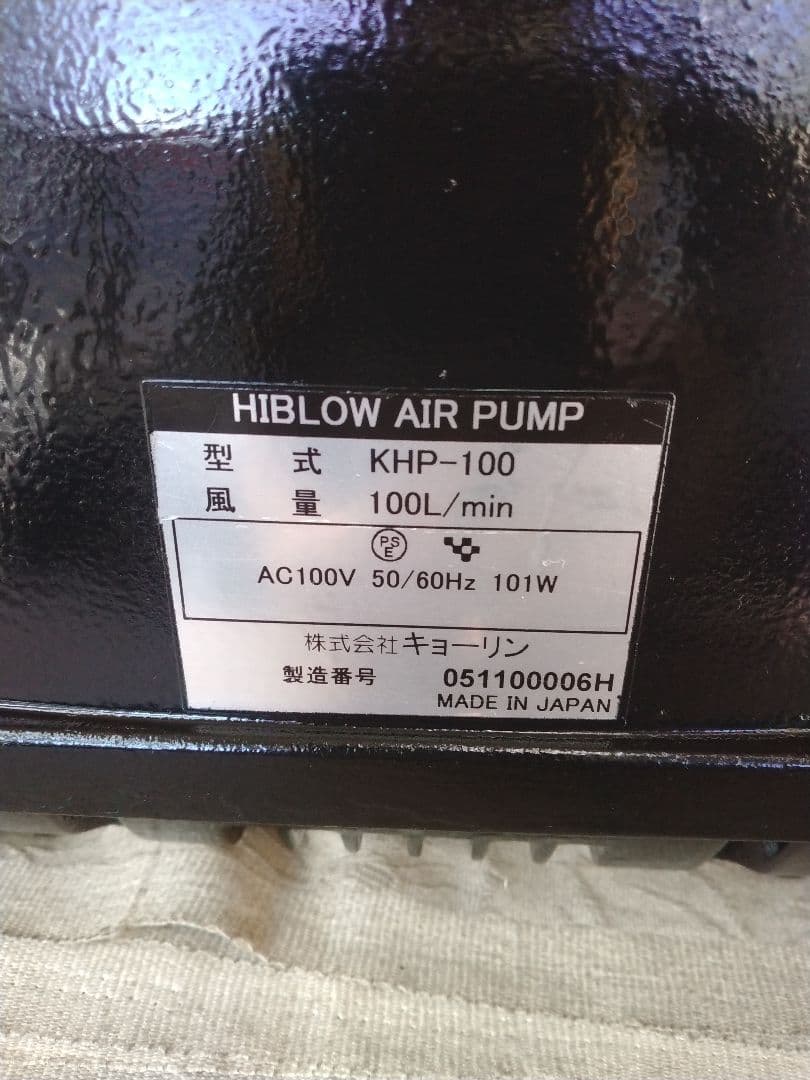 HIBLOW AIR PUMP
型 式 KHP-100
風 量 100L/min
PSE
AC100V 50/60Hz 101W
株式会社キョーリン
製造番号 051100006H
MADE IN JAPAN